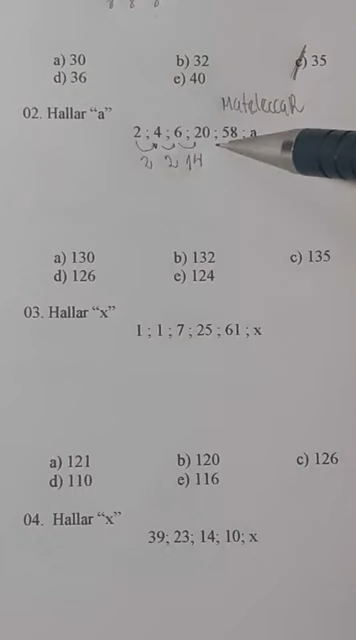 a) 30 b) 32 c) 35
d) 36 e) 40
02. Hallar “a”
2 ; 4 ; 6 ; 20 ; 58 ; a
2 2 14
a) 130 b) 132 c) 135
d) 126 e) 124
03. Hallar “x”
1 ; 1 ; 7 ; 25 ; 61 ; x
a) 121 b) 120 c) 126
d) 110 e) 116
04. Hallar “x”
39; 23; 14; 10; x